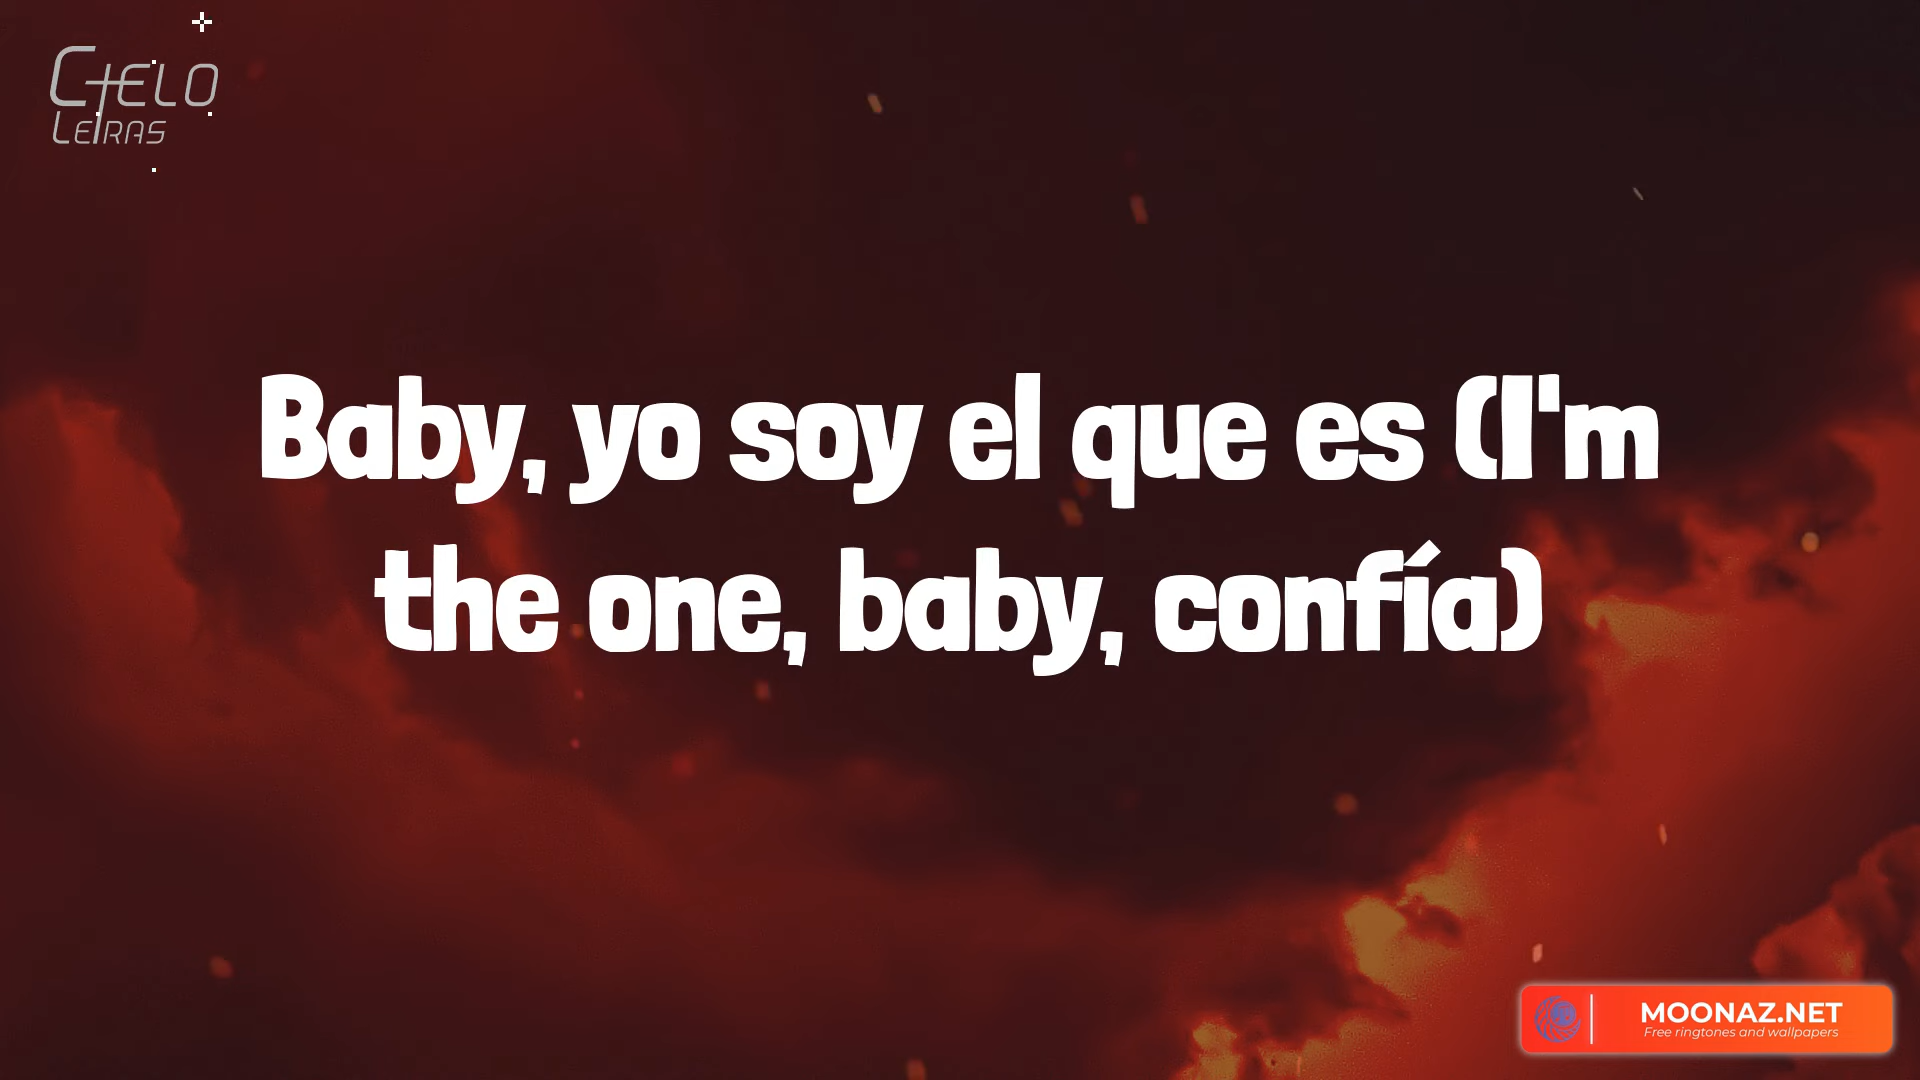 CIELO
LETRAS
Baby, yo soy el que es (I'm
the one, baby, confía)
MOONAZ.NET
Free ringtones and wallpapers